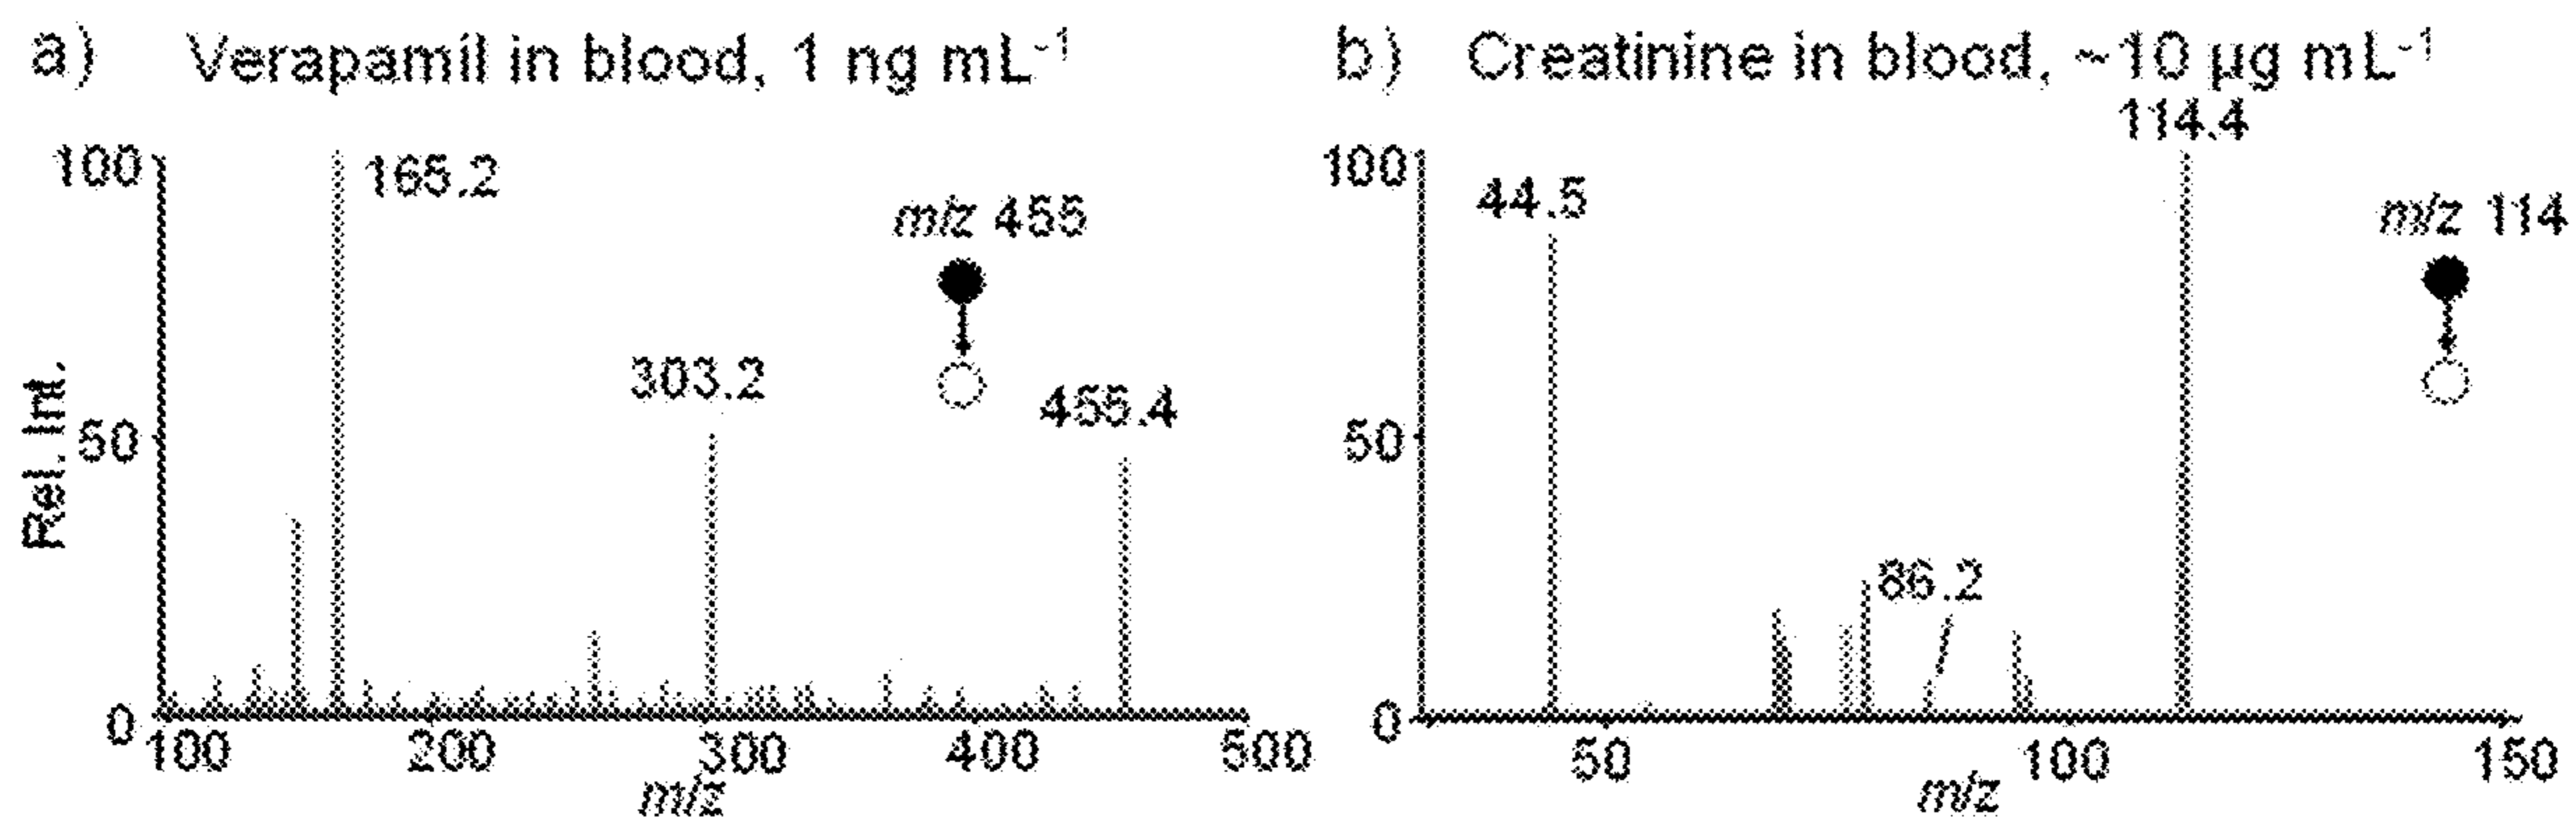 a) Verapamil in blood, 1 ng mL-1
100
165.2
m/z 455
303.2
455.4
Rel. Int.
50
0
100 200 300 400 500
m/z
b) Creatinine in blood, ~10 µg mL-1
114.4
100
44.5
m/z 114
50
86.2
0
50 100 150
m/z